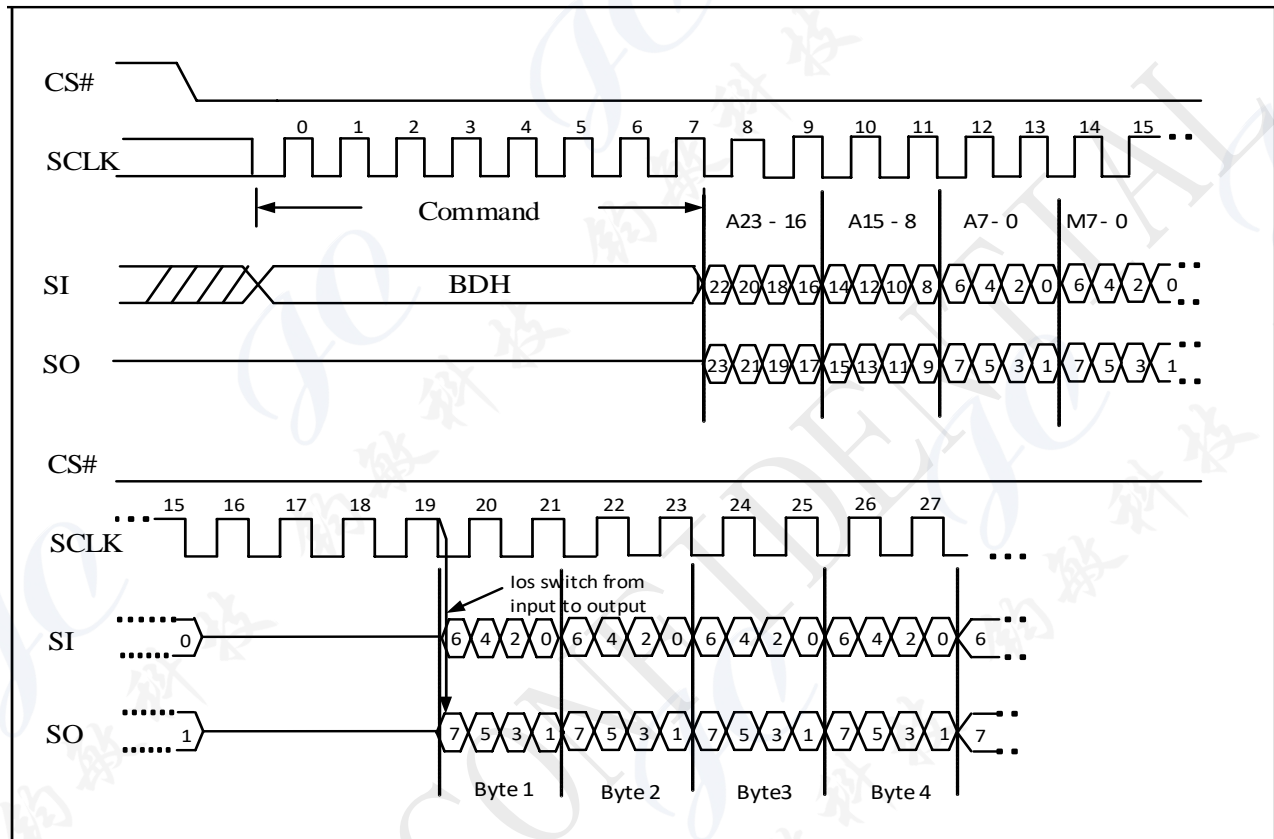 CS#
0 1 2 3 4 5 6 7 8 9 10 11 12 13 14 15
SCLK
Command
A23 - 16 A15 - 8 A7 - 0 M7 - 0
SI BDH 22 20 18 16 14 12 10 8 6 4 2 0 6 4 2 0
SO 23 21 19 17 15 13 11 9 7 5 3 1 7 5 3 1
CS#
15 16 17 18 19 20 21 22 23 24 25 26 27
SCLK
Ios switch from
input to output
SI 0 6 4 2 0 6 4 2 0 6 4 2 0 6 4 2 0 6
SO 1 7 5 3 1 7 5 3 1 7 5 3 1 7 5 3 1 7
Byte 1 Byte 2 Byte3 Byte 4
CONFIDENTIAL